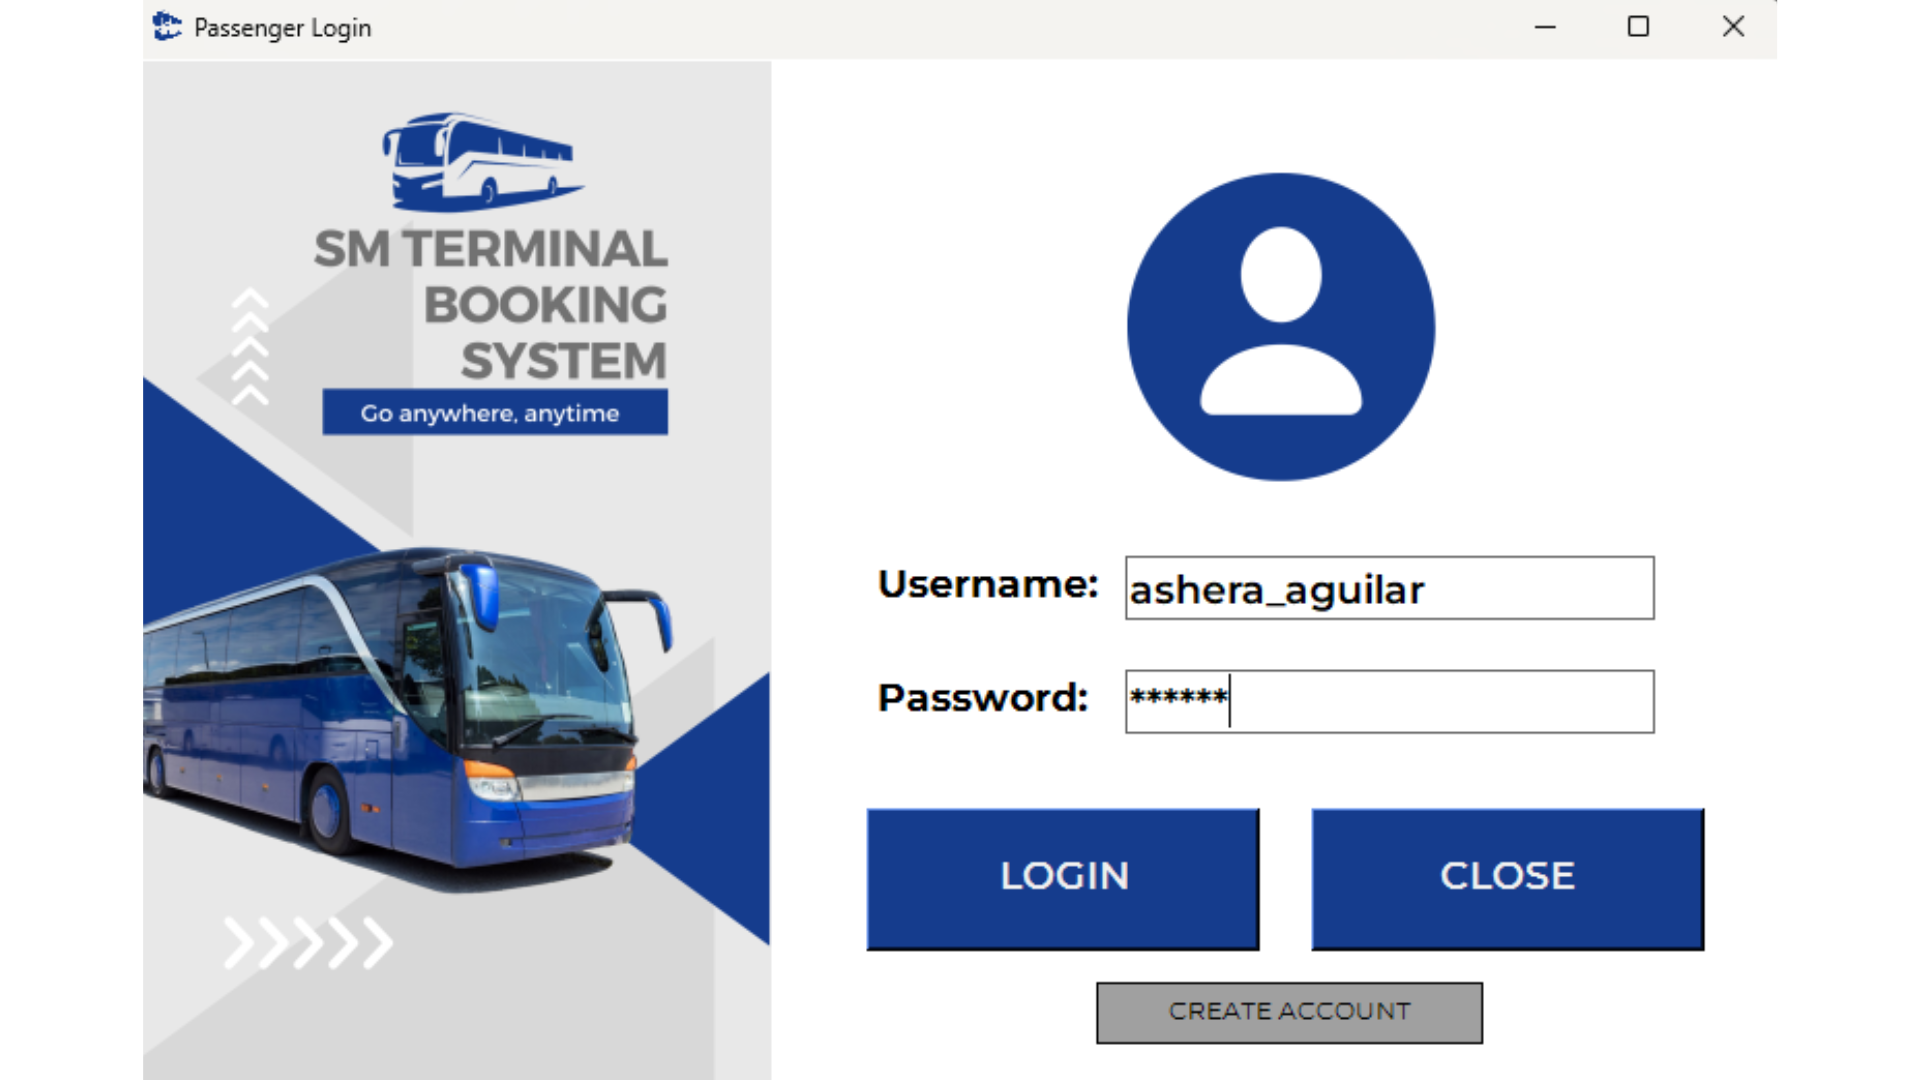 Passenger Login
SM TERMINAL
BOOKING
SYSTEM
Go anywhere, anytime
Username: ashera_aguilar
Password: ******
LOGIN
CLOSE
CREATE ACCOUNT